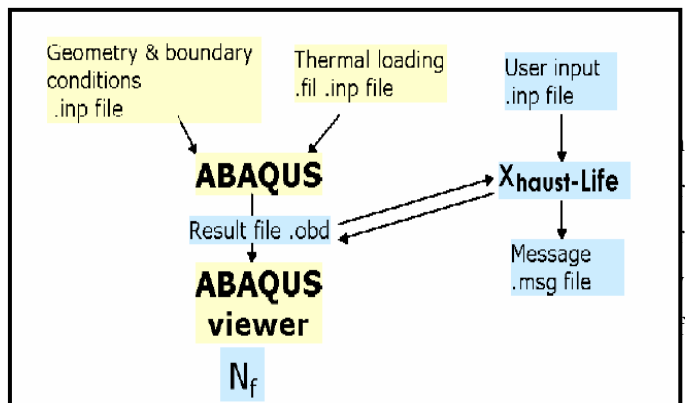 Geometry & boundary
conditions
.inp file
Thermal loading
.fil .inp file
User input
.inp file
ABAQUS
Xhaust-Life
Result file .obd
Message
.msg file
ABAQUS
viewer
Nf